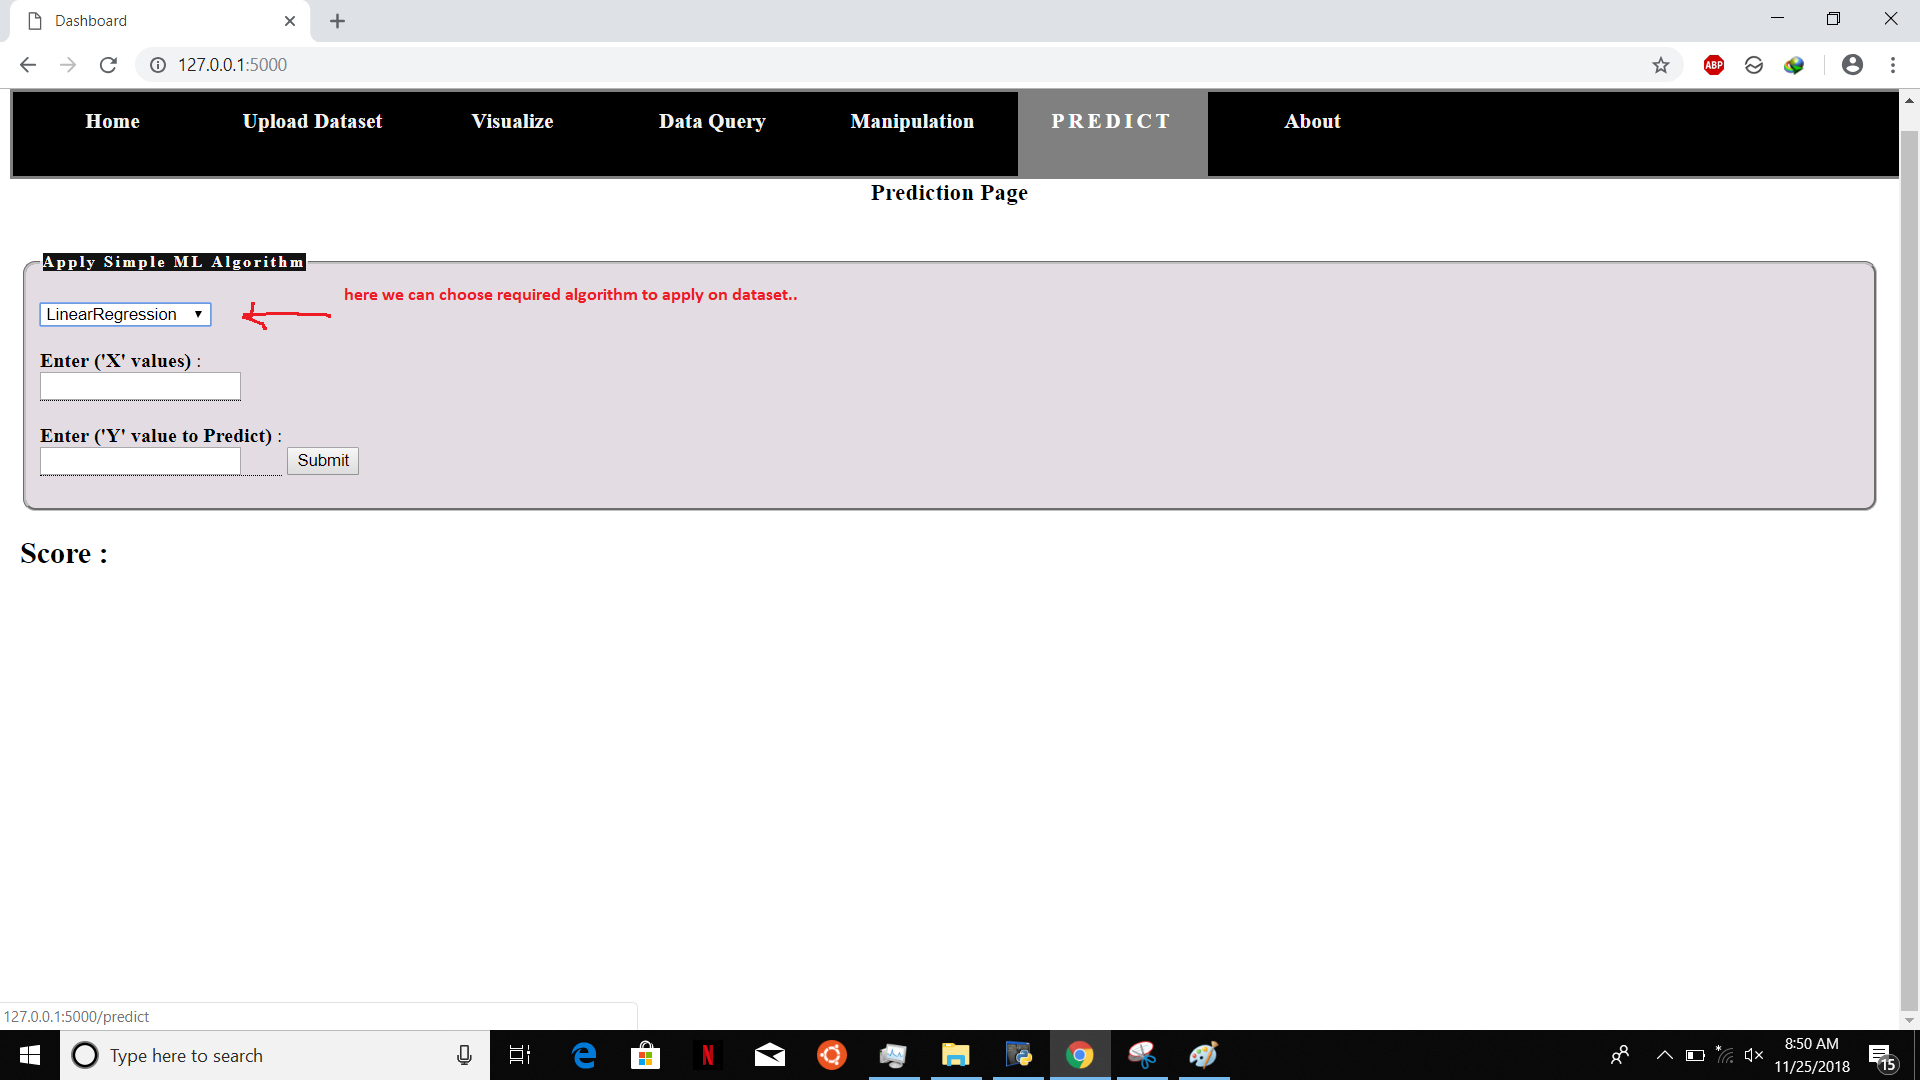 Dashboard
127.0.0.1:5000
ABP
Home Upload Dataset Visualize Data Query Manipulation PREDICT About
Prediction Page
Apply Simple ML Algorithm
here we can choose required algorithm to apply on dataset..
LinearRegression
Enter ('X' values) :
Enter ('Y' value to Predict) :
Submit
Score :
127.0.0.1:5000/predict
Type here to search
N
8:50 AM
11/25/2018
15